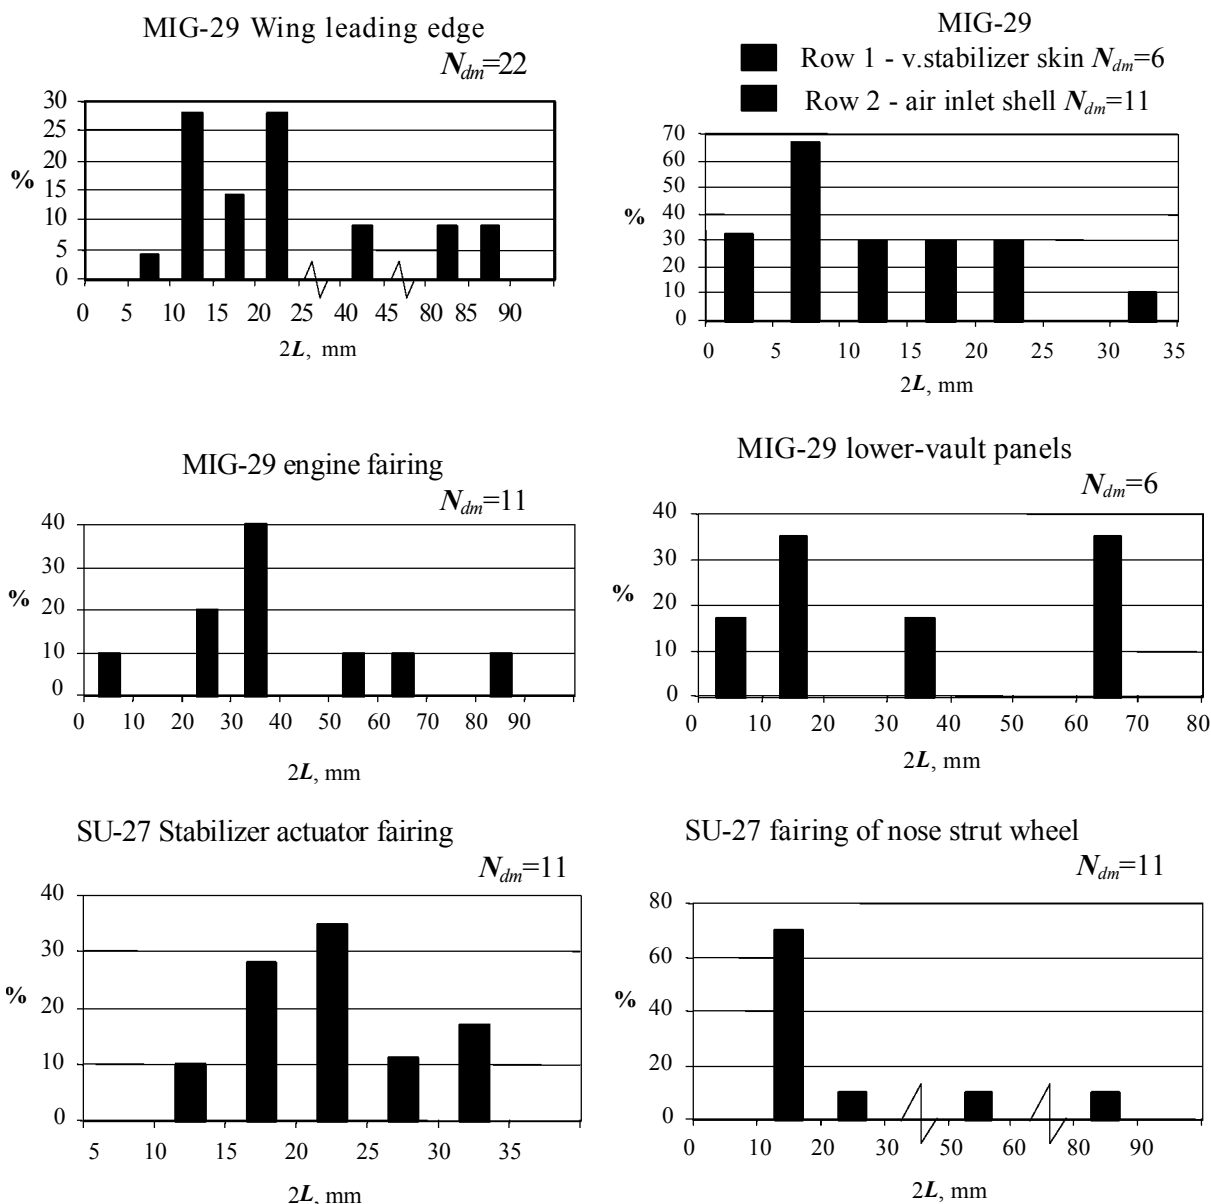 MIG-29 Wing leading edge
Ndm=22
30
25
20
15
10
5
0
%
0 5 10 15 20 25 40 45 80 85 90
2L, mm
MIG-29
Row 1 - v.stabilizer skin Ndm=6
Row 2 - air inlet shell Ndm=11
70
60
50
40
30
20
10
0
%
0 5 10 15 20 25 30 35
2L, mm
MIG-29 engine fairing
Ndm=11
40
30
20
10
0
%
0 10 20 30 40 50 60 70 80 90
2L, mm
MIG-29 lower-vault panels
Ndm=6
40
30
20
10
0
%
0 10 20 30 40 50 60 70 80
2L, mm
SU-27 Stabilizer actuator fairing
Ndm=11
40
30
20
10
0
%
5 10 15 20 25 30 35
2L, mm
SU-27 fairing of nose strut wheel
Ndm=11
80
60
40
20
0
%
0 10 20 30 50 60 80 90
2L, mm